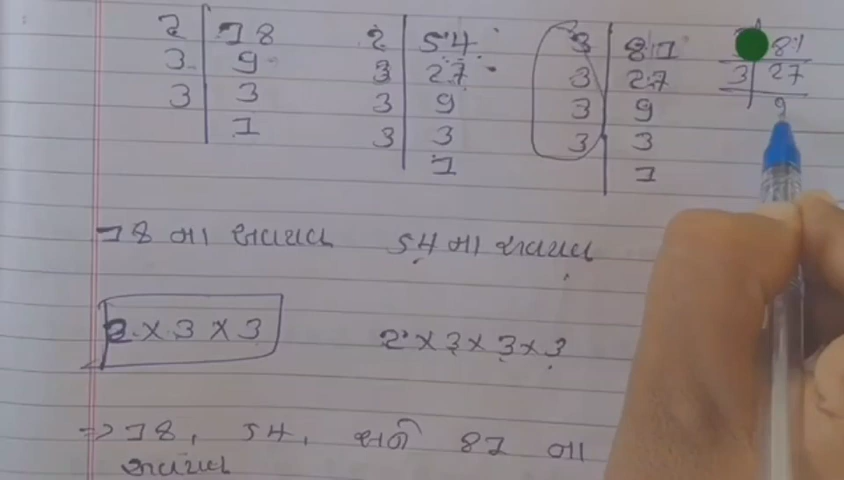 2 | 18    2 | 54    3 | 81    81
3 | 9    3 | 27    3 | 27    3 | 27
3 | 3    3 | 9    3 | 9    9
1    3 | 3    3 | 3
1    1
18 ના અવયવ    54 ના અવયવ
2 × 3 × 3    2 × 3 × 3 × 3
⇒ 18, 54, અને 81 ના
અવયવ